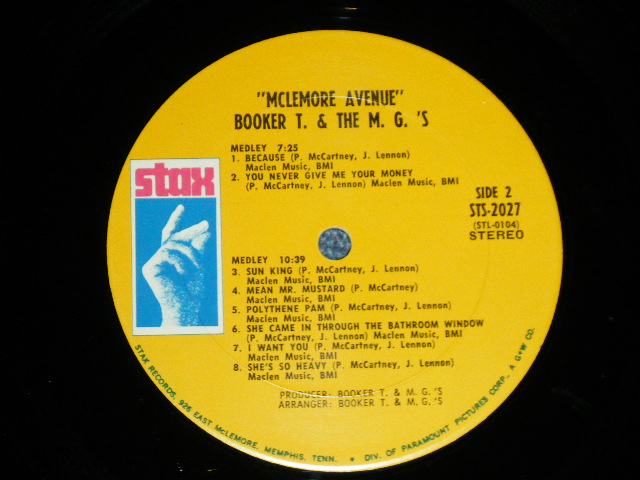 "MCLEMORE AVENUE"
BOOKER T. & THE M. G. 'S
MEDLEY 7:25
1. BECAUSE (P. McCartney, J. Lennon)
Maclen Music, BMI
2. YOU NEVER GIVE ME YOUR MONEY
(P. McCartney, J. Lennon) Maclen Music, BMI
stax
SIDE 2
STS-2027
(STL-0104)
STEREO
MEDLEY 10:39
3. SUN KING (P. McCartney, J. Lennon)
Maclen Music, BMI
4. MEAN MR. MUSTARD (P. McCartney)
Maclen Music, BMI
5. POLYTHENE PAM (P. McCartney, J. Lennon)
Maclen Music, BMI
6. SHE CAME IN THROUGH THE BATHROOM WINDOW
(P. McCartney, J. Lennon) Maclen Music, BMI
7. I WANT YOU (P. McCartney, J. Lennon)
Maclen Music, BMI
8. SHE'S SO HEAVY (P. McCartney, J. Lennon)
Maclen Music, BMI
PRODUCER: BOOKER T. & M. G. 'S
ARRANGER: BOOKER T. & M. G. 'S
STAX RECORDS, 926 EAST McLEMORE, MEMPHIS, TENN. • DIV. OF PARAMOUNT PICTURES CORP., A G+W CO.